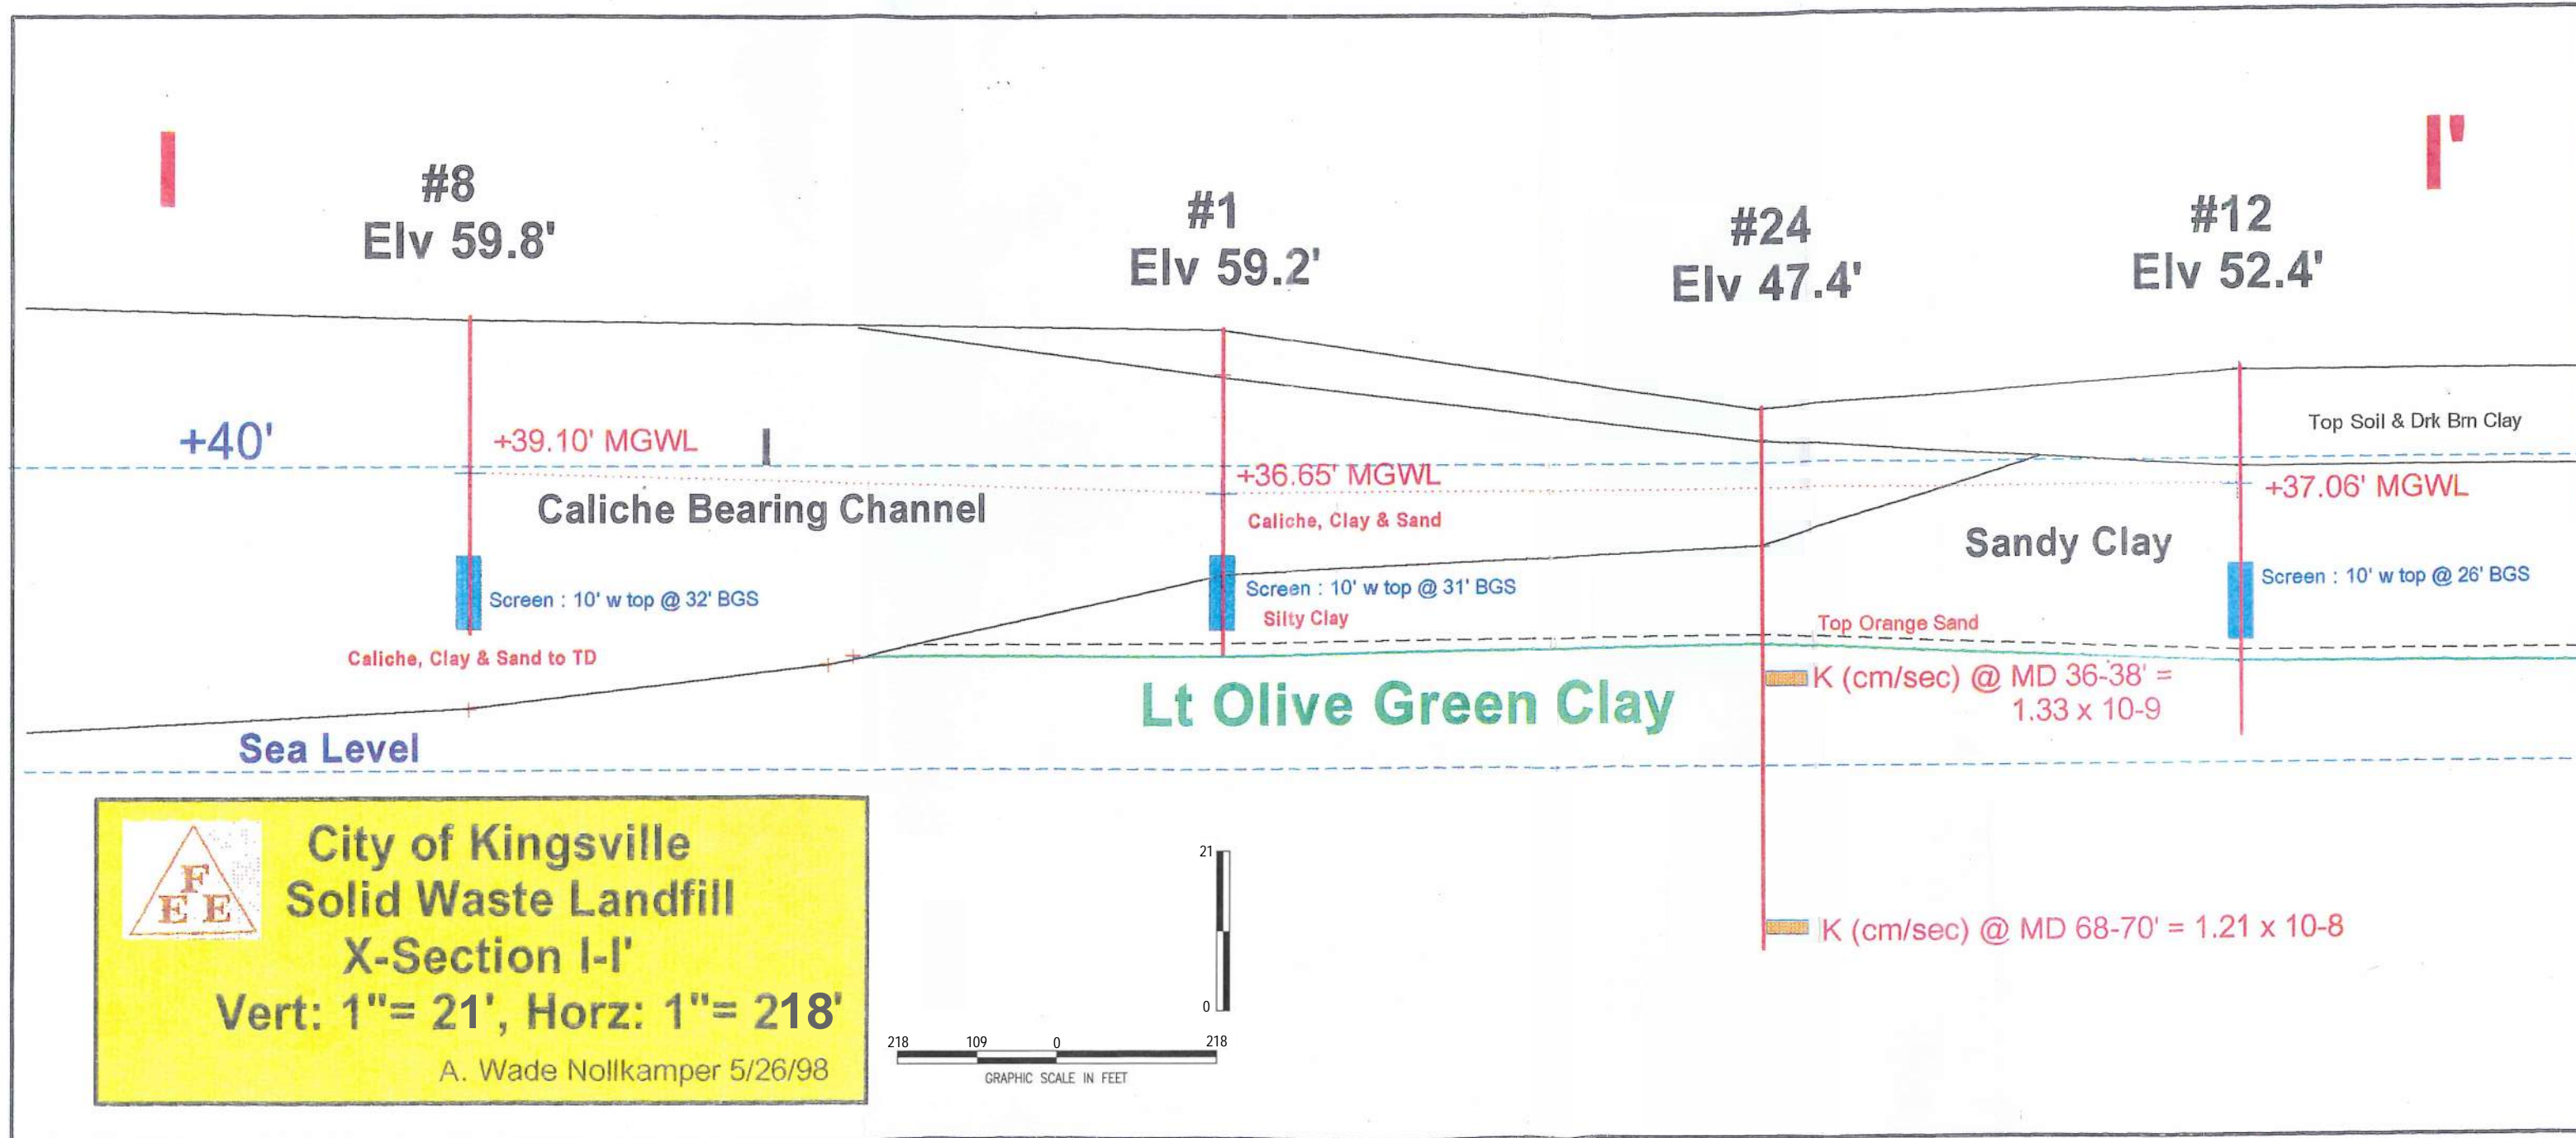 I
I'
#8
Elv 59.8'
#1
Elv 59.2'
#24
Elv 47.4'
#12
Elv 52.4'
Top Soil & Drk Brn Clay
+40'
+39.10' MGWL
I
+36.65' MGWL
+37.06' MGWL
Caliche Bearing Channel
Caliche, Clay & Sand
Sandy Clay
Screen : 10' w top @ 32' BGS
Screen : 10' w top @ 31' BGS
Screen : 10' w top @ 26' BGS
Silty Clay
Top Orange Sand
Caliche, Clay & Sand to TD
Lt Olive Green Clay
K (cm/sec) @ MD 36-38' =
1.33 x 10-9
Sea Level
F
E E
City of Kingsville
Solid Waste Landfill
X-Section I-I'
Vert: 1"= 21', Horz: 1"= 218'
A. Wade Nollkamper 5/26/98
21
0
218 109 0 218
GRAPHIC SCALE IN FEET
K (cm/sec) @ MD 68-70' = 1.21 x 10-8